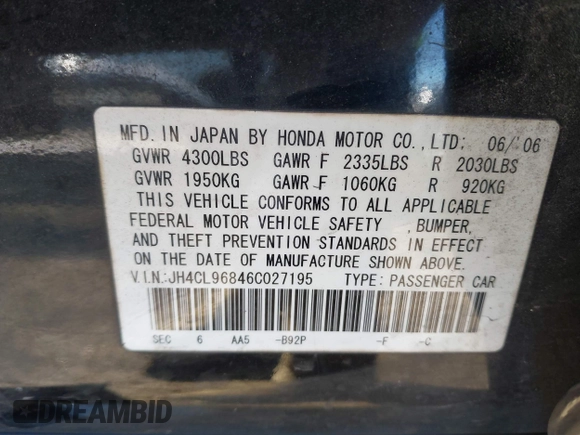 MFD. IN JAPAN BY HONDA MOTOR CO., LTD: 06/'06
GVWR 4300LBS GAWR F 2335LBS R 2030LBS
GVWR 1950KG GAWR F 1060KG R 920KG
THIS VEHICLE CONFORMS TO ALL APPLICABLE
FEDERAL MOTOR VEHICLE SAFETY , BUMPER,
AND THEFT PREVENTION STANDARDS IN EFFECT
ON THE DATE OF MANUFACTURE SHOWN ABOVE.
V.I.N.:JH4CL96846C027195 TYPE: PASSENGER CAR
SEC 6 AA5 -B92P -F -C
DREAMBID